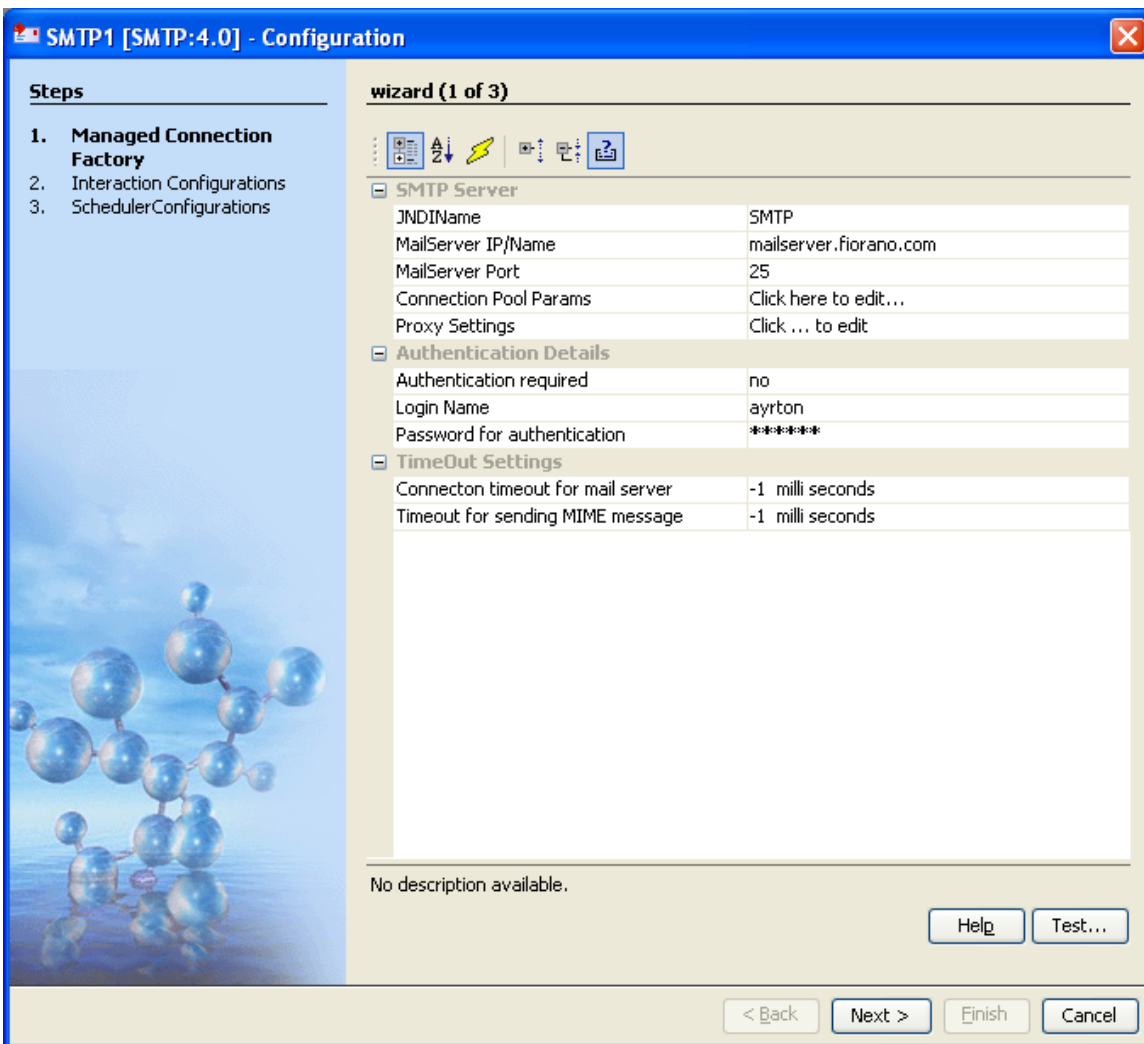 SMTP1 [SMTP:4.0] - Configuration
Steps
1. Managed Connection
Factory
2. Interaction Configurations
3. SchedulerConfigurations
wizard (1 of 3)
SMTP Server
JNDIName SMTP
MailServer IP/Name mailserver.fiorano.com
MailServer Port 25
Connection Pool Params Click here to edit...
Proxy Settings Click ... to edit
Authentication Details
Authentication required no
Login Name ayrton
Password for authentication ******
TimeOut Settings
Connecton timeout for mail server -1 milli seconds
Timeout for sending MIME message -1 milli seconds
No description available.
Help Test...
< Back Next > Finish Cancel